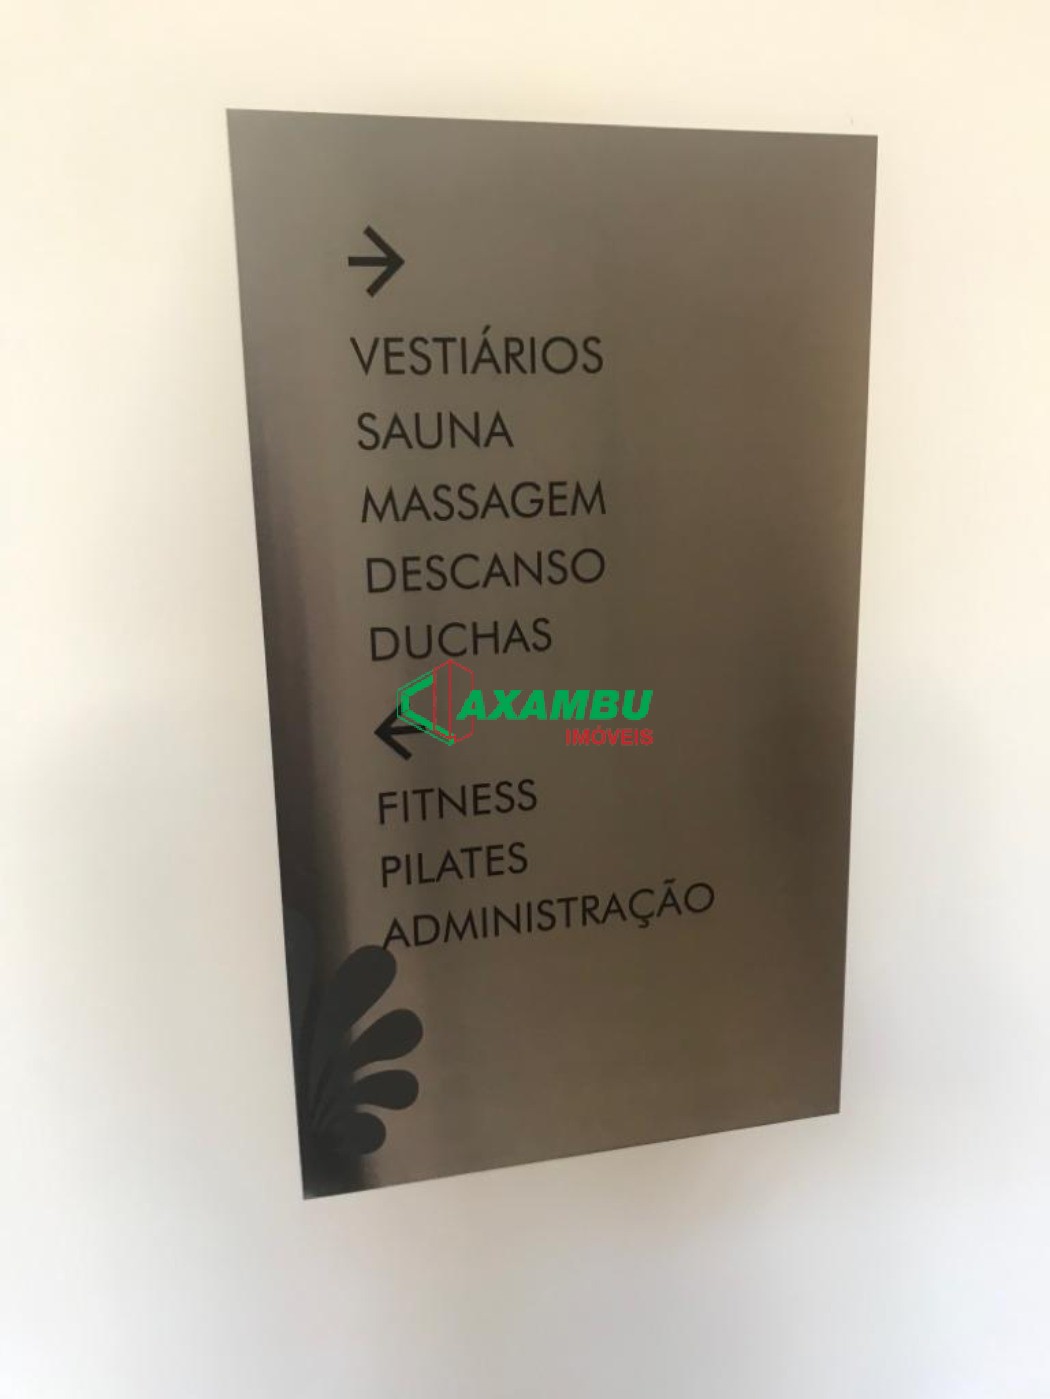 →
VESTIÁRIOS
SAUNA
MASSAGEM
DESCANSO
DUCHAS
AXAMBU
IMÓVEIS
←
FITNESS
PILATES
ADMINISTRAÇÃO